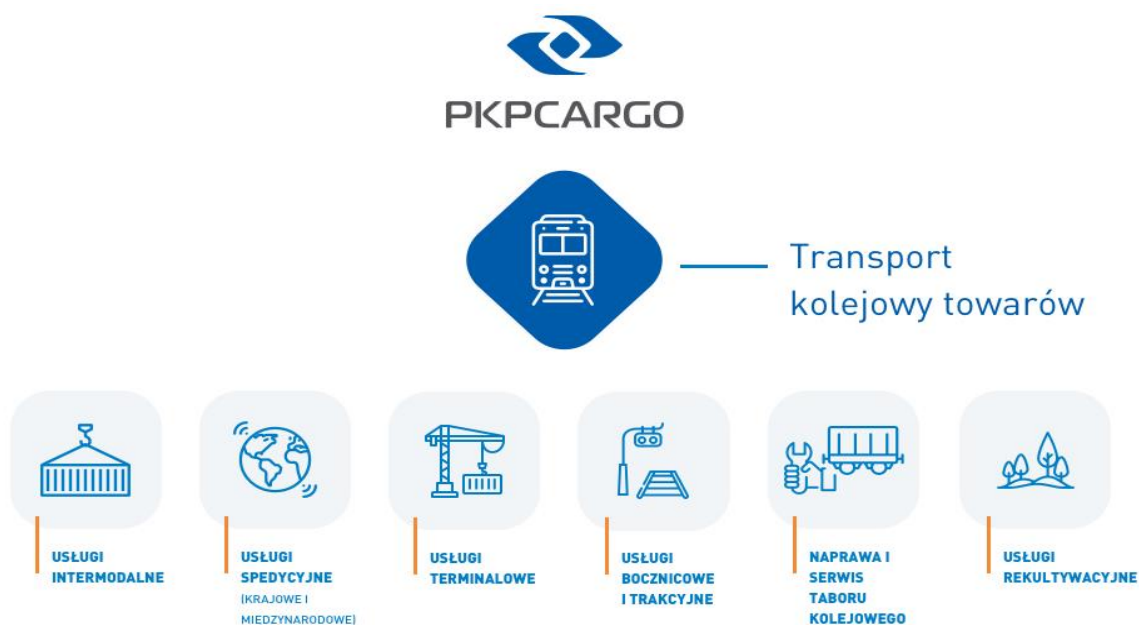 PKPCARGO
Transport
kolejowy towarów
USŁUGI
INTERMODALNE
USŁUGI
SPEDYCYJNE
(KRAJOWE I
MIEDZYNARODOWE)
USŁUGI
TERMINALOWE
USŁUGI
BOCZNICOWE
I TRAKCYJNE
NAPRAWA I
SERWIS
TABORU
KOLEJOWEGO
USŁUGI
REKULTYWACYJNE